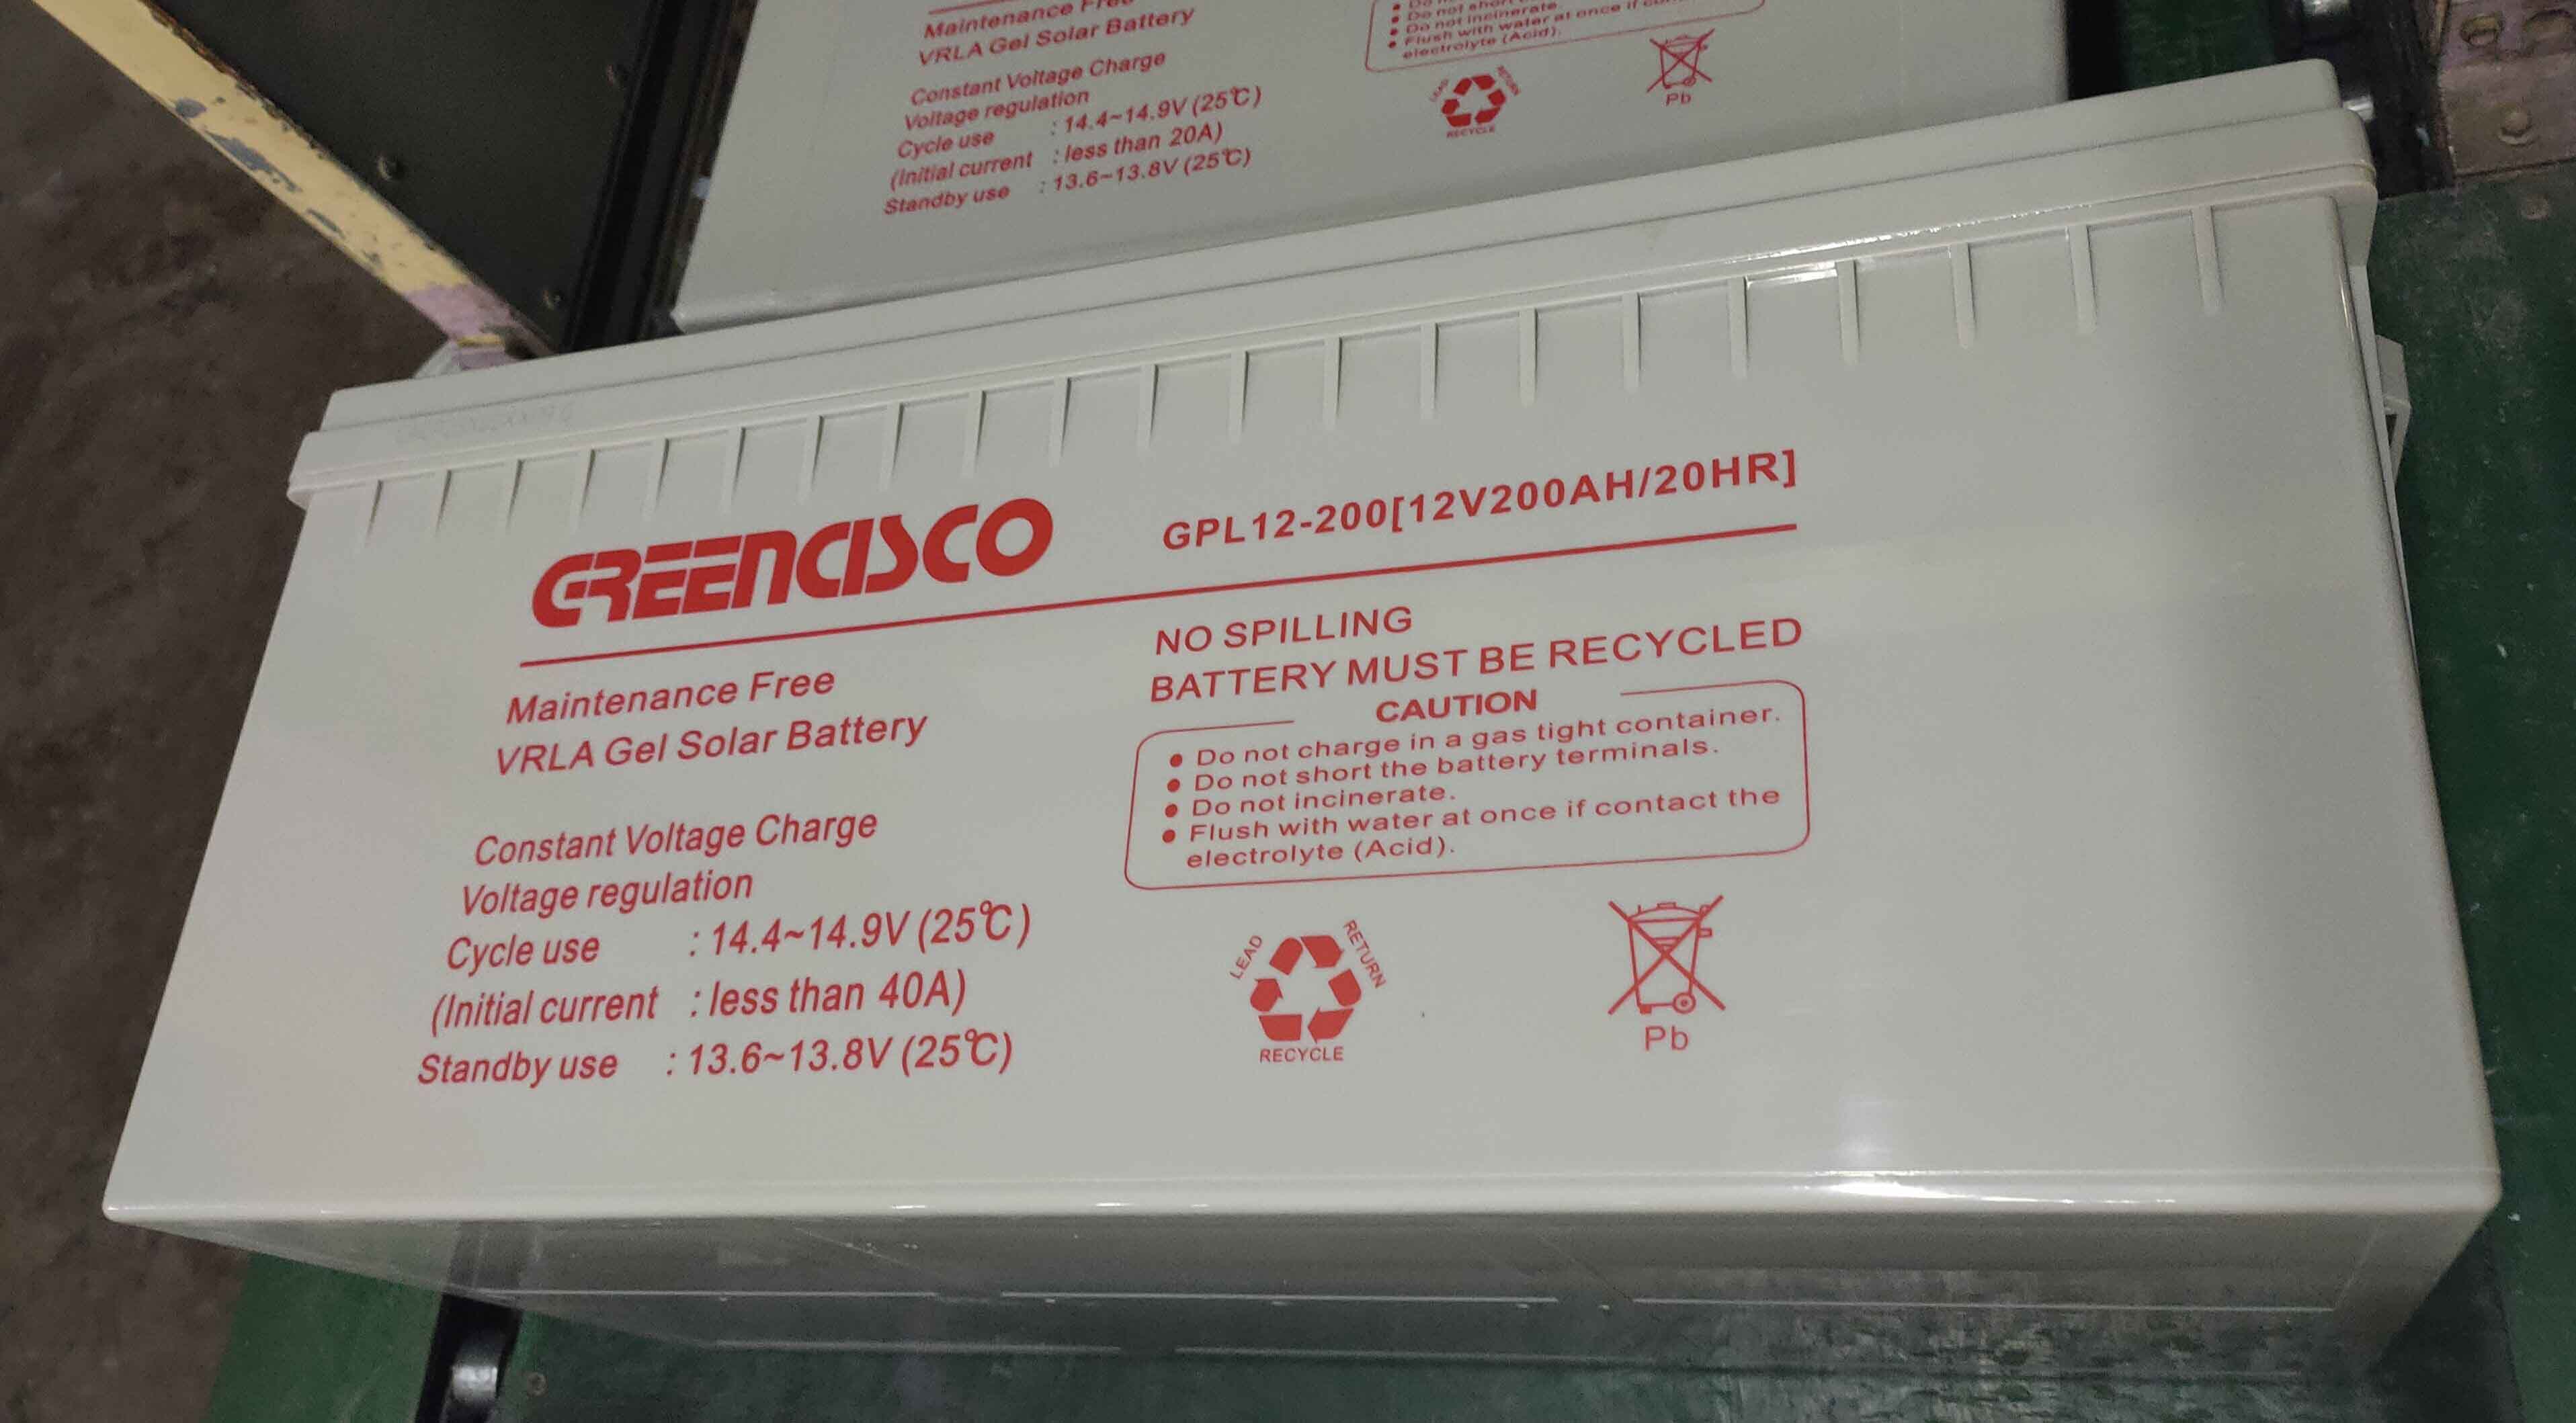 Maintenance Free
VRLA Gel Solar Battery
Constant Voltage Charge
Voltage regulation
Cycle use : 14.4~14.9V (25℃)
(Initial current : less than 20A)
Standby use : 13.6~13.8V (25℃)
● Do not short
● Do not incinerate.
● Flush with water at once if
electrolyte (Acid).
LEAD
RETURN
RECYCLE
Pb
GREENCISCO
GPL12-200[12V200AH/20HR]
Maintenance Free
VRLA Gel Solar Battery
Constant Voltage Charge
Voltage regulation
Cycle use : 14.4~14.9V (25℃)
(Initial current : less than 40A)
Standby use : 13.6~13.8V (25℃)
NO SPILLING
BATTERY MUST BE RECYCLED
CAUTION
● Do not charge in a gas tight container.
● Do not short the battery terminals.
● Do not incinerate.
● Flush with water at once if contact the
electrolyte (Acid).
LEAD
RETURN
RECYCLE
Pb